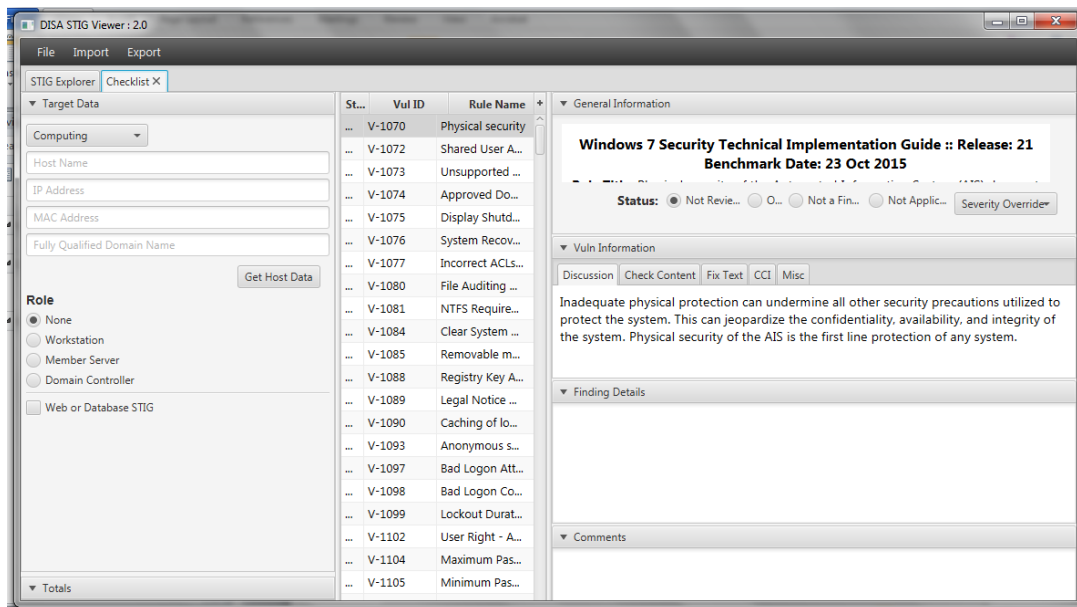 DISA STIG Viewer : 2.0
File Import Export
STIG Explorer Checklist X
Target Data
Computing
Host Name
IP Address
MAC Address
Fully Qualified Domain Name
Get Host Data
Role
None
Workstation
Member Server
Domain Controller
Web or Database STIG
Totals
St... Vul ID Rule Name +
... V-1070 Physical security
... V-1072 Shared User A...
... V-1073 Unsupported ...
... V-1074 Approved Do...
... V-1075 Display Shutd...
... V-1076 System Recov...
... V-1077 Incorrect ACLs...
... V-1080 File Auditing ...
... V-1081 NTFS Require...
... V-1084 Clear System ...
... V-1085 Removable m...
... V-1088 Registry Key A...
... V-1089 Legal Notice ...
... V-1090 Caching of lo...
... V-1093 Anonymous s...
... V-1097 Bad Logon Att...
... V-1098 Bad Logon Co...
... V-1099 Lockout Durat...
... V-1102 User Right - A...
... V-1104 Maximum Pas...
... V-1105 Minimum Pas...
General Information
Windows 7 Security Technical Implementation Guide :: Release: 21
Benchmark Date: 23 Oct 2015
Status: Not Revie... O... Not a Fin... Not Applic... Severity Override
Vuln Information
Discussion Check Content Fix Text CCI Misc
Inadequate physical protection can undermine all other security precautions utilized to
protect the system. This can jeopardize the confidentiality, availability, and integrity of
the system. Physical security of the AIS is the first line protection of any system.
Finding Details
Comments